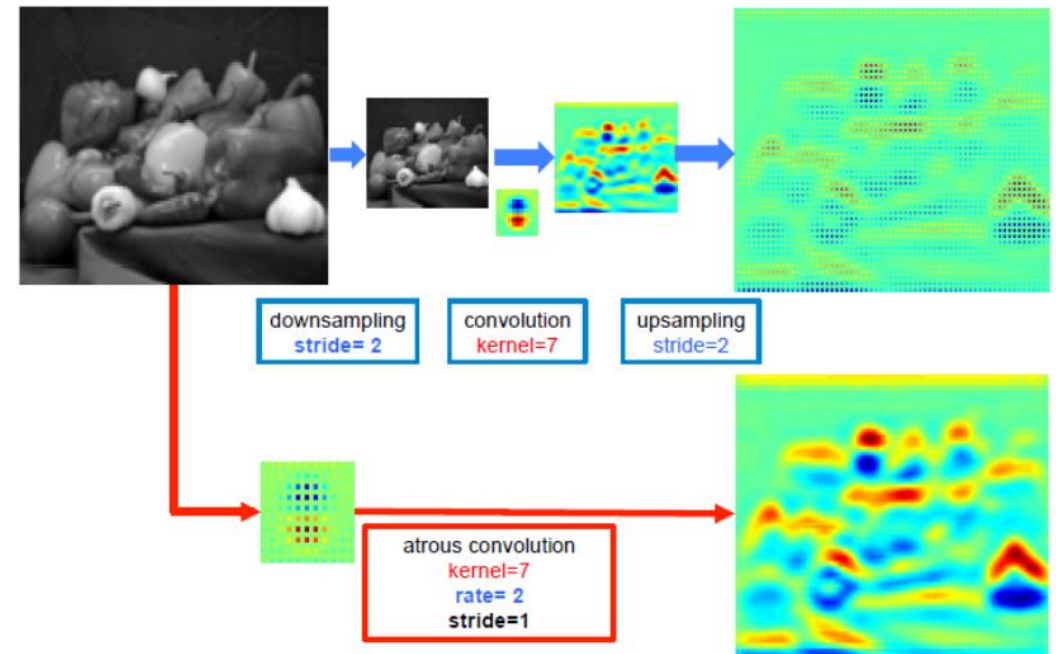 downsampling
stride= 2
convolution
kernel=7
upsampling
stride=2
atrous convolution
kernel=7
rate= 2
stride=1